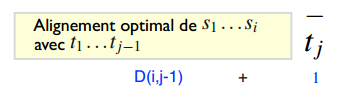 Alignement optimal de s₁…sᵢ
avec t₁…tⱼ₋₁
–
tⱼ
D(i,j-1) + 1